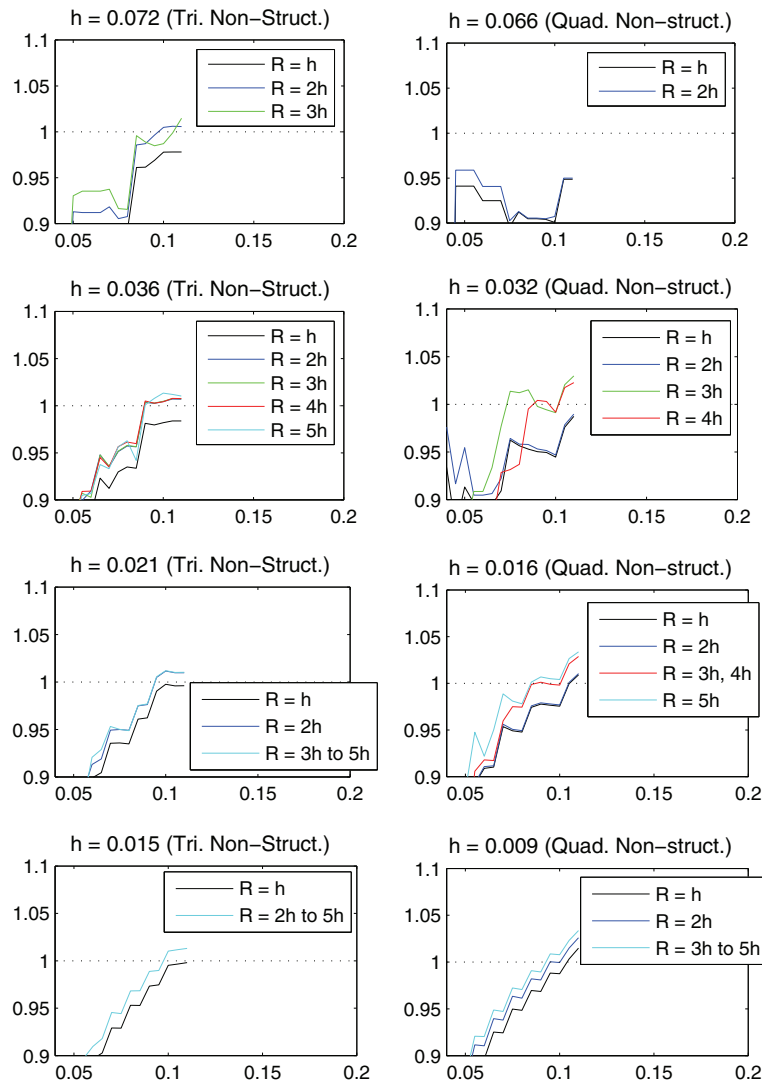 h = 0.072 (Tri. Non−Struct.)
1.1
1.05
1
0.95
0.9
0.05
0.1
0.15
0.2
R = h
R = 2h
R = 3h
h = 0.066 (Quad. Non−struct.)
1.1
1.05
1
0.95
0.9
0.05
0.1
0.15
0.2
R = h
R = 2h
h = 0.036 (Tri. Non−Struct.)
1.1
1.05
1
0.95
0.9
0.05
0.1
0.15
0.2
R = h
R = 2h
R = 3h
R = 4h
R = 5h
h = 0.032 (Quad. Non−struct.)
1.1
1.05
1
0.95
0.9
0.05
0.1
0.15
0.2
R = h
R = 2h
R = 3h
R = 4h
h = 0.021 (Tri. Non−Struct.)
1.1
1.05
1
0.95
0.9
0.05
0.1
0.15
0.2
R = h
R = 2h
R = 3h to 5h
h = 0.016 (Quad. Non−struct.)
1.1
1.05
1
0.95
0.9
0.05
0.1
0.15
0.2
R = h
R = 2h
R = 3h, 4h
R = 5h
h = 0.015 (Tri. Non−Struct.)
1.1
1.05
1
0.95
0.9
0.05
0.1
0.15
0.2
R = h
R = 2h to 5h
h = 0.009 (Quad. Non−struct.)
1.1
1.05
1
0.95
0.9
0.05
0.1
0.15
0.2
R = h
R = 2h
R = 3h to 5h